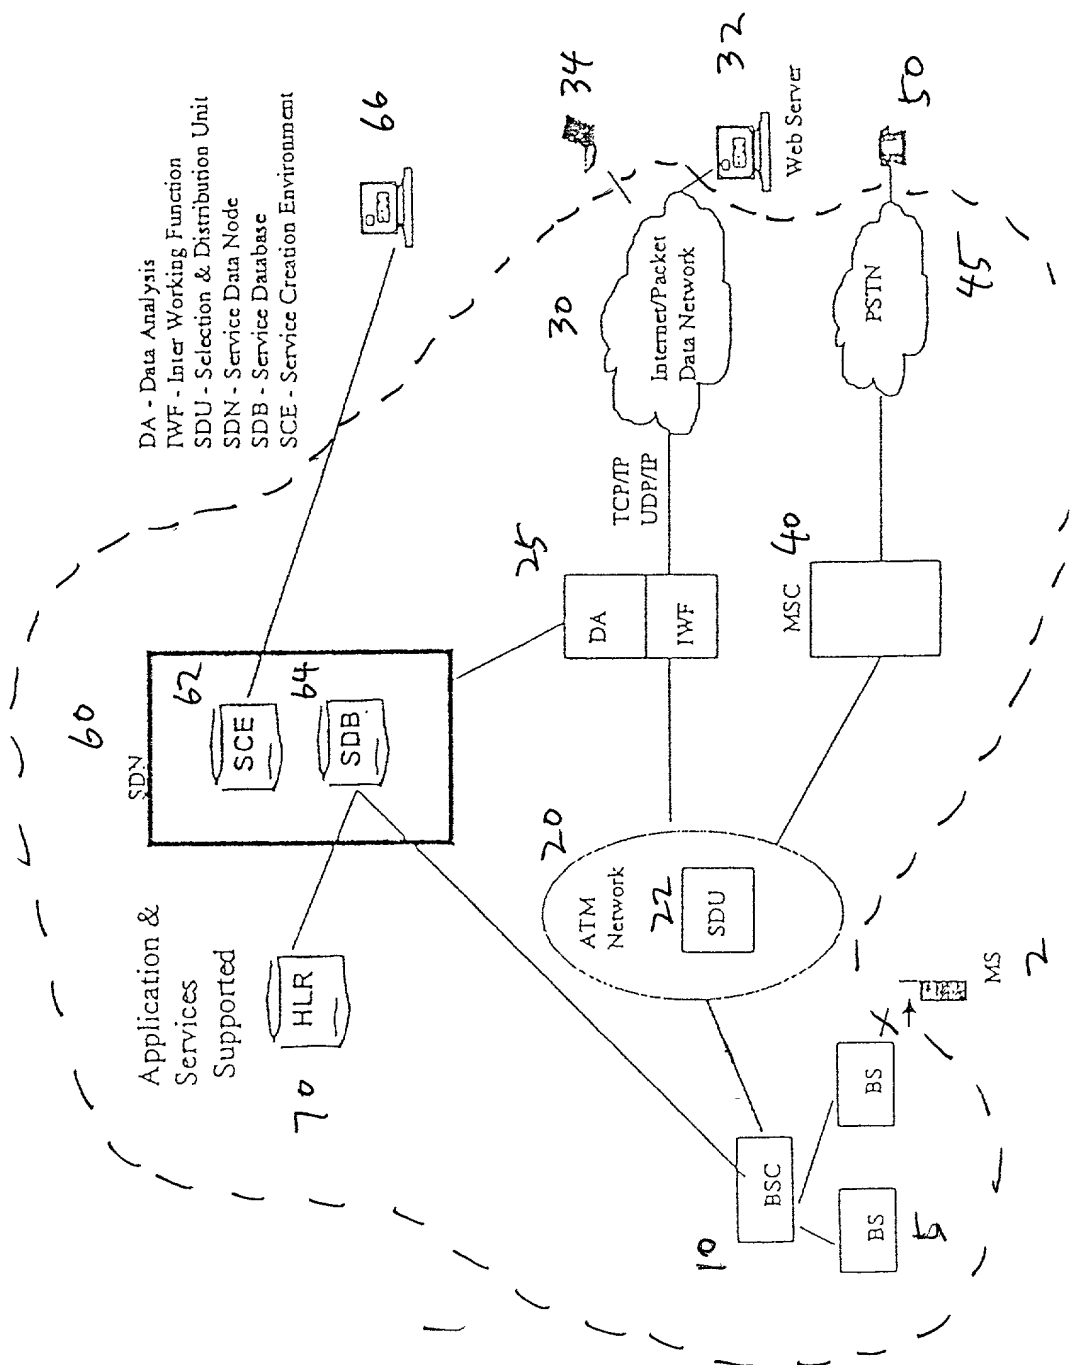 Application &
Services
Supported
DA - Data Analysis
IWF - Inter Working Function
SDU - Selection & Distribution Unit
SDN - Service Data Node
SDB - Service Database
SCE - Service Creation Environment
SDN
60
SCE
62
SDB
64
66
HLR
70
DA
IWF
25
TCP/IP
UDP/IP
30
Internet/Packet
Data Network
34
32
Web Server
ATM
Network
20
22
SDU
MSC
40
PSTN
45
50
BSC
10
BS
BS
5
MS
2